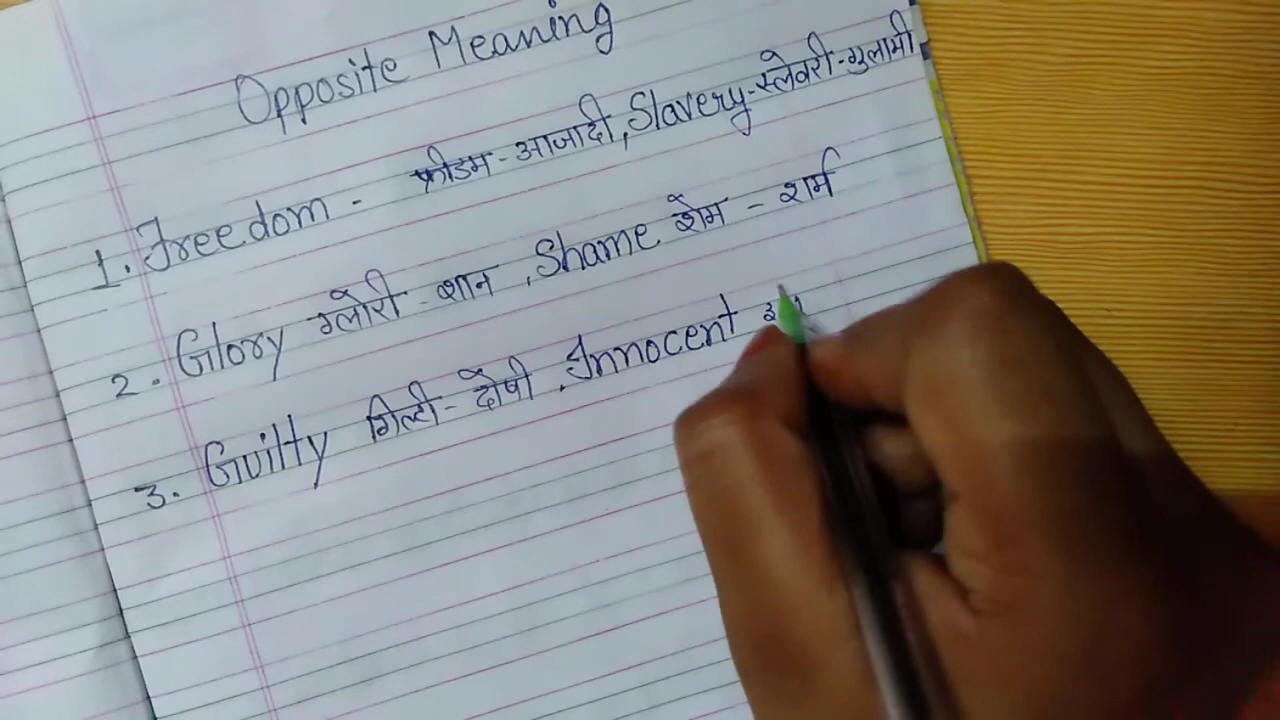 Opposite Meaning
1. Freedom - फ्रीडम - आजादी, Slavery - स्लेवरी - गुलामी
2. Glory ग्लोरी - शान, Shame शेम - शर्म
3. Guilty गिल्टी - दोषी, Innocent